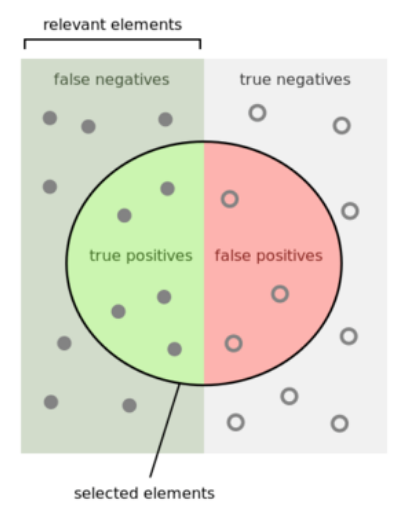 relevant elements
false negatives
true negatives
true positives
false positives
selected elements